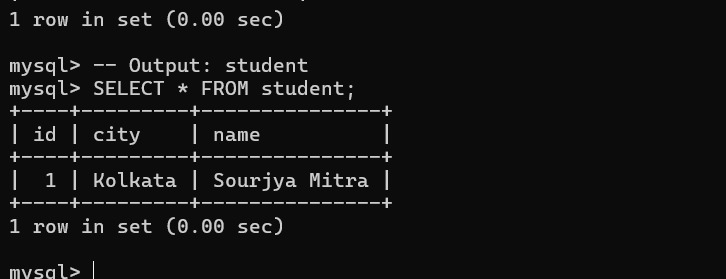 1 row in set (0.00 sec)
mysql> -- Output: student
mysql> SELECT * FROM student;
+----+---------+---------------+
| id | city    | name          |
+----+---------+---------------+
|  1 | Kolkata | Sourjya Mitra |
+----+---------+---------------+
1 row in set (0.00 sec)
mysql>